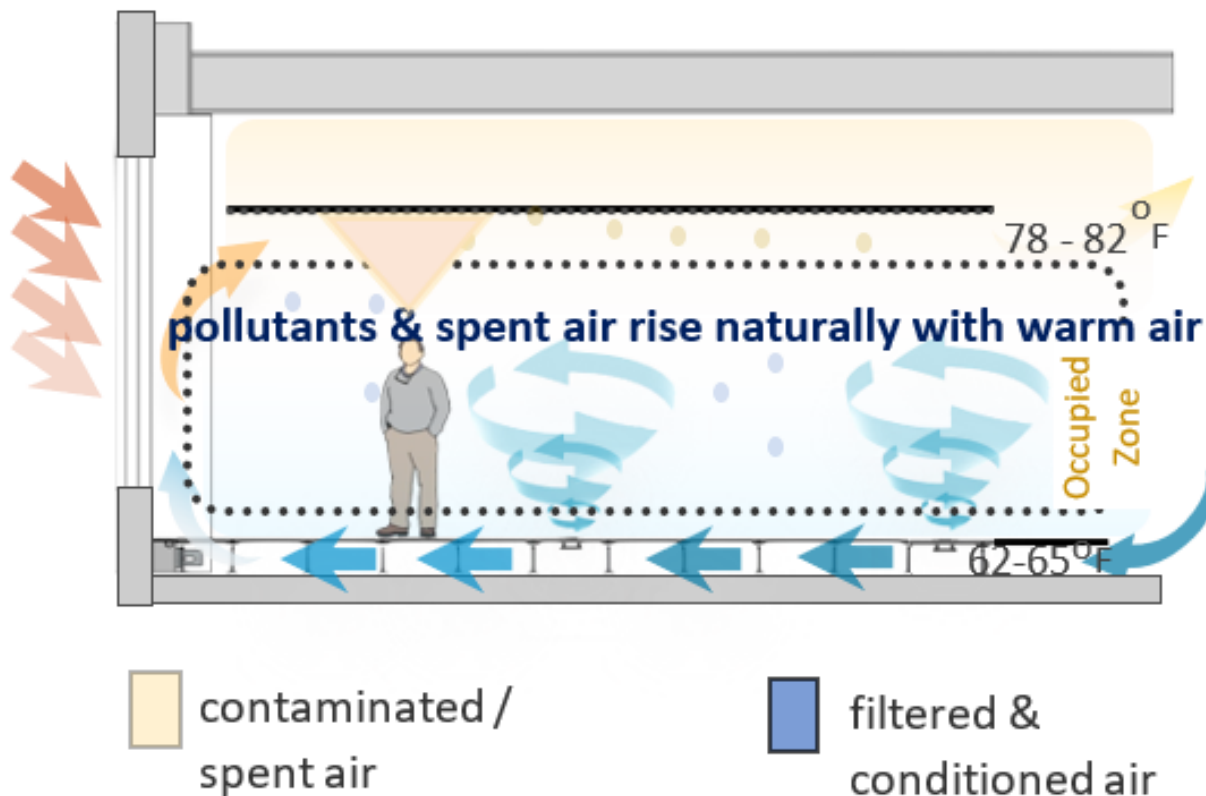 78 - 82 °F
pollutants & spent air rise naturally with warm air
Occupied
Zone
62-65°F
contaminated /
spent air
filtered &
conditioned air